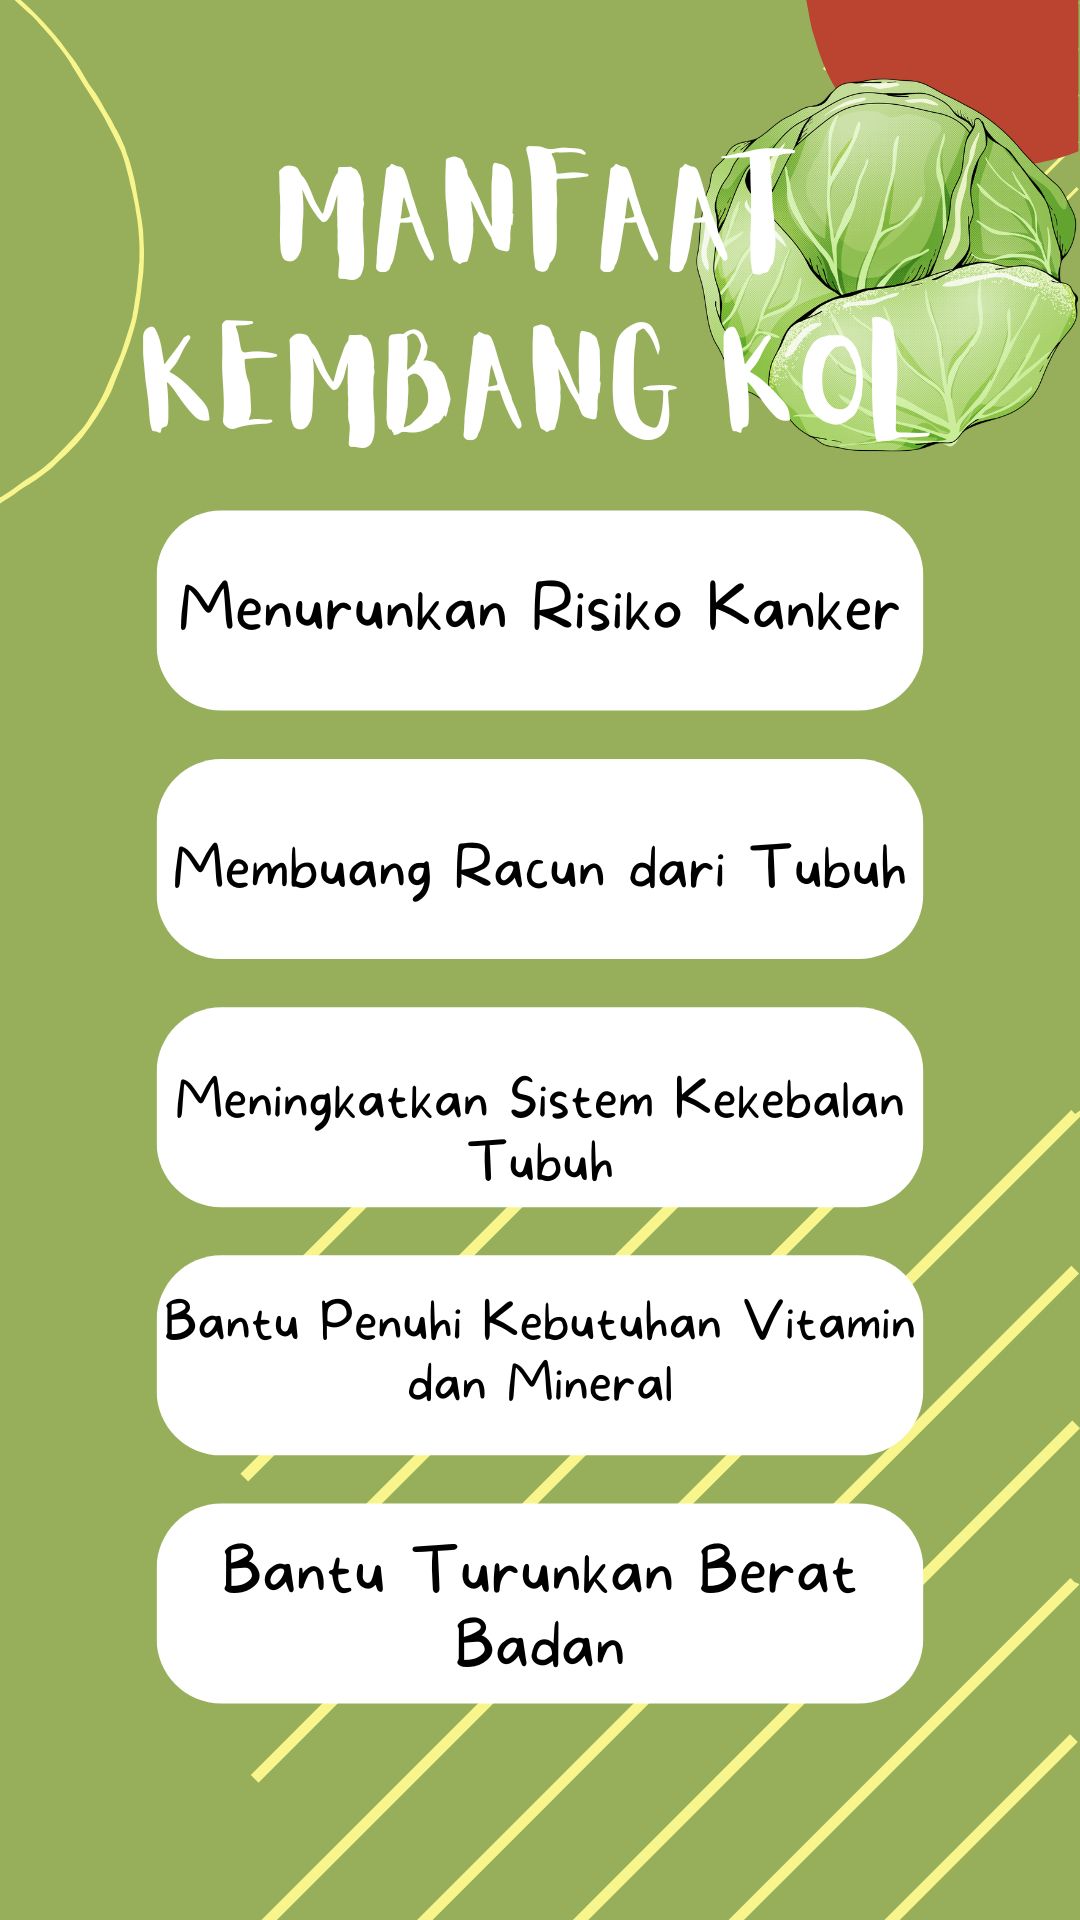 MANFAAT
KEMBANG KOL
Menurunkan Risiko Kanker
Membuang Racun dari Tubuh
Meningkatkan Sistem Kekebalan
Tubuh
Bantu Penuhi Kebutuhan Vitamin
dan Mineral
Bantu Turunkan Berat
Badan